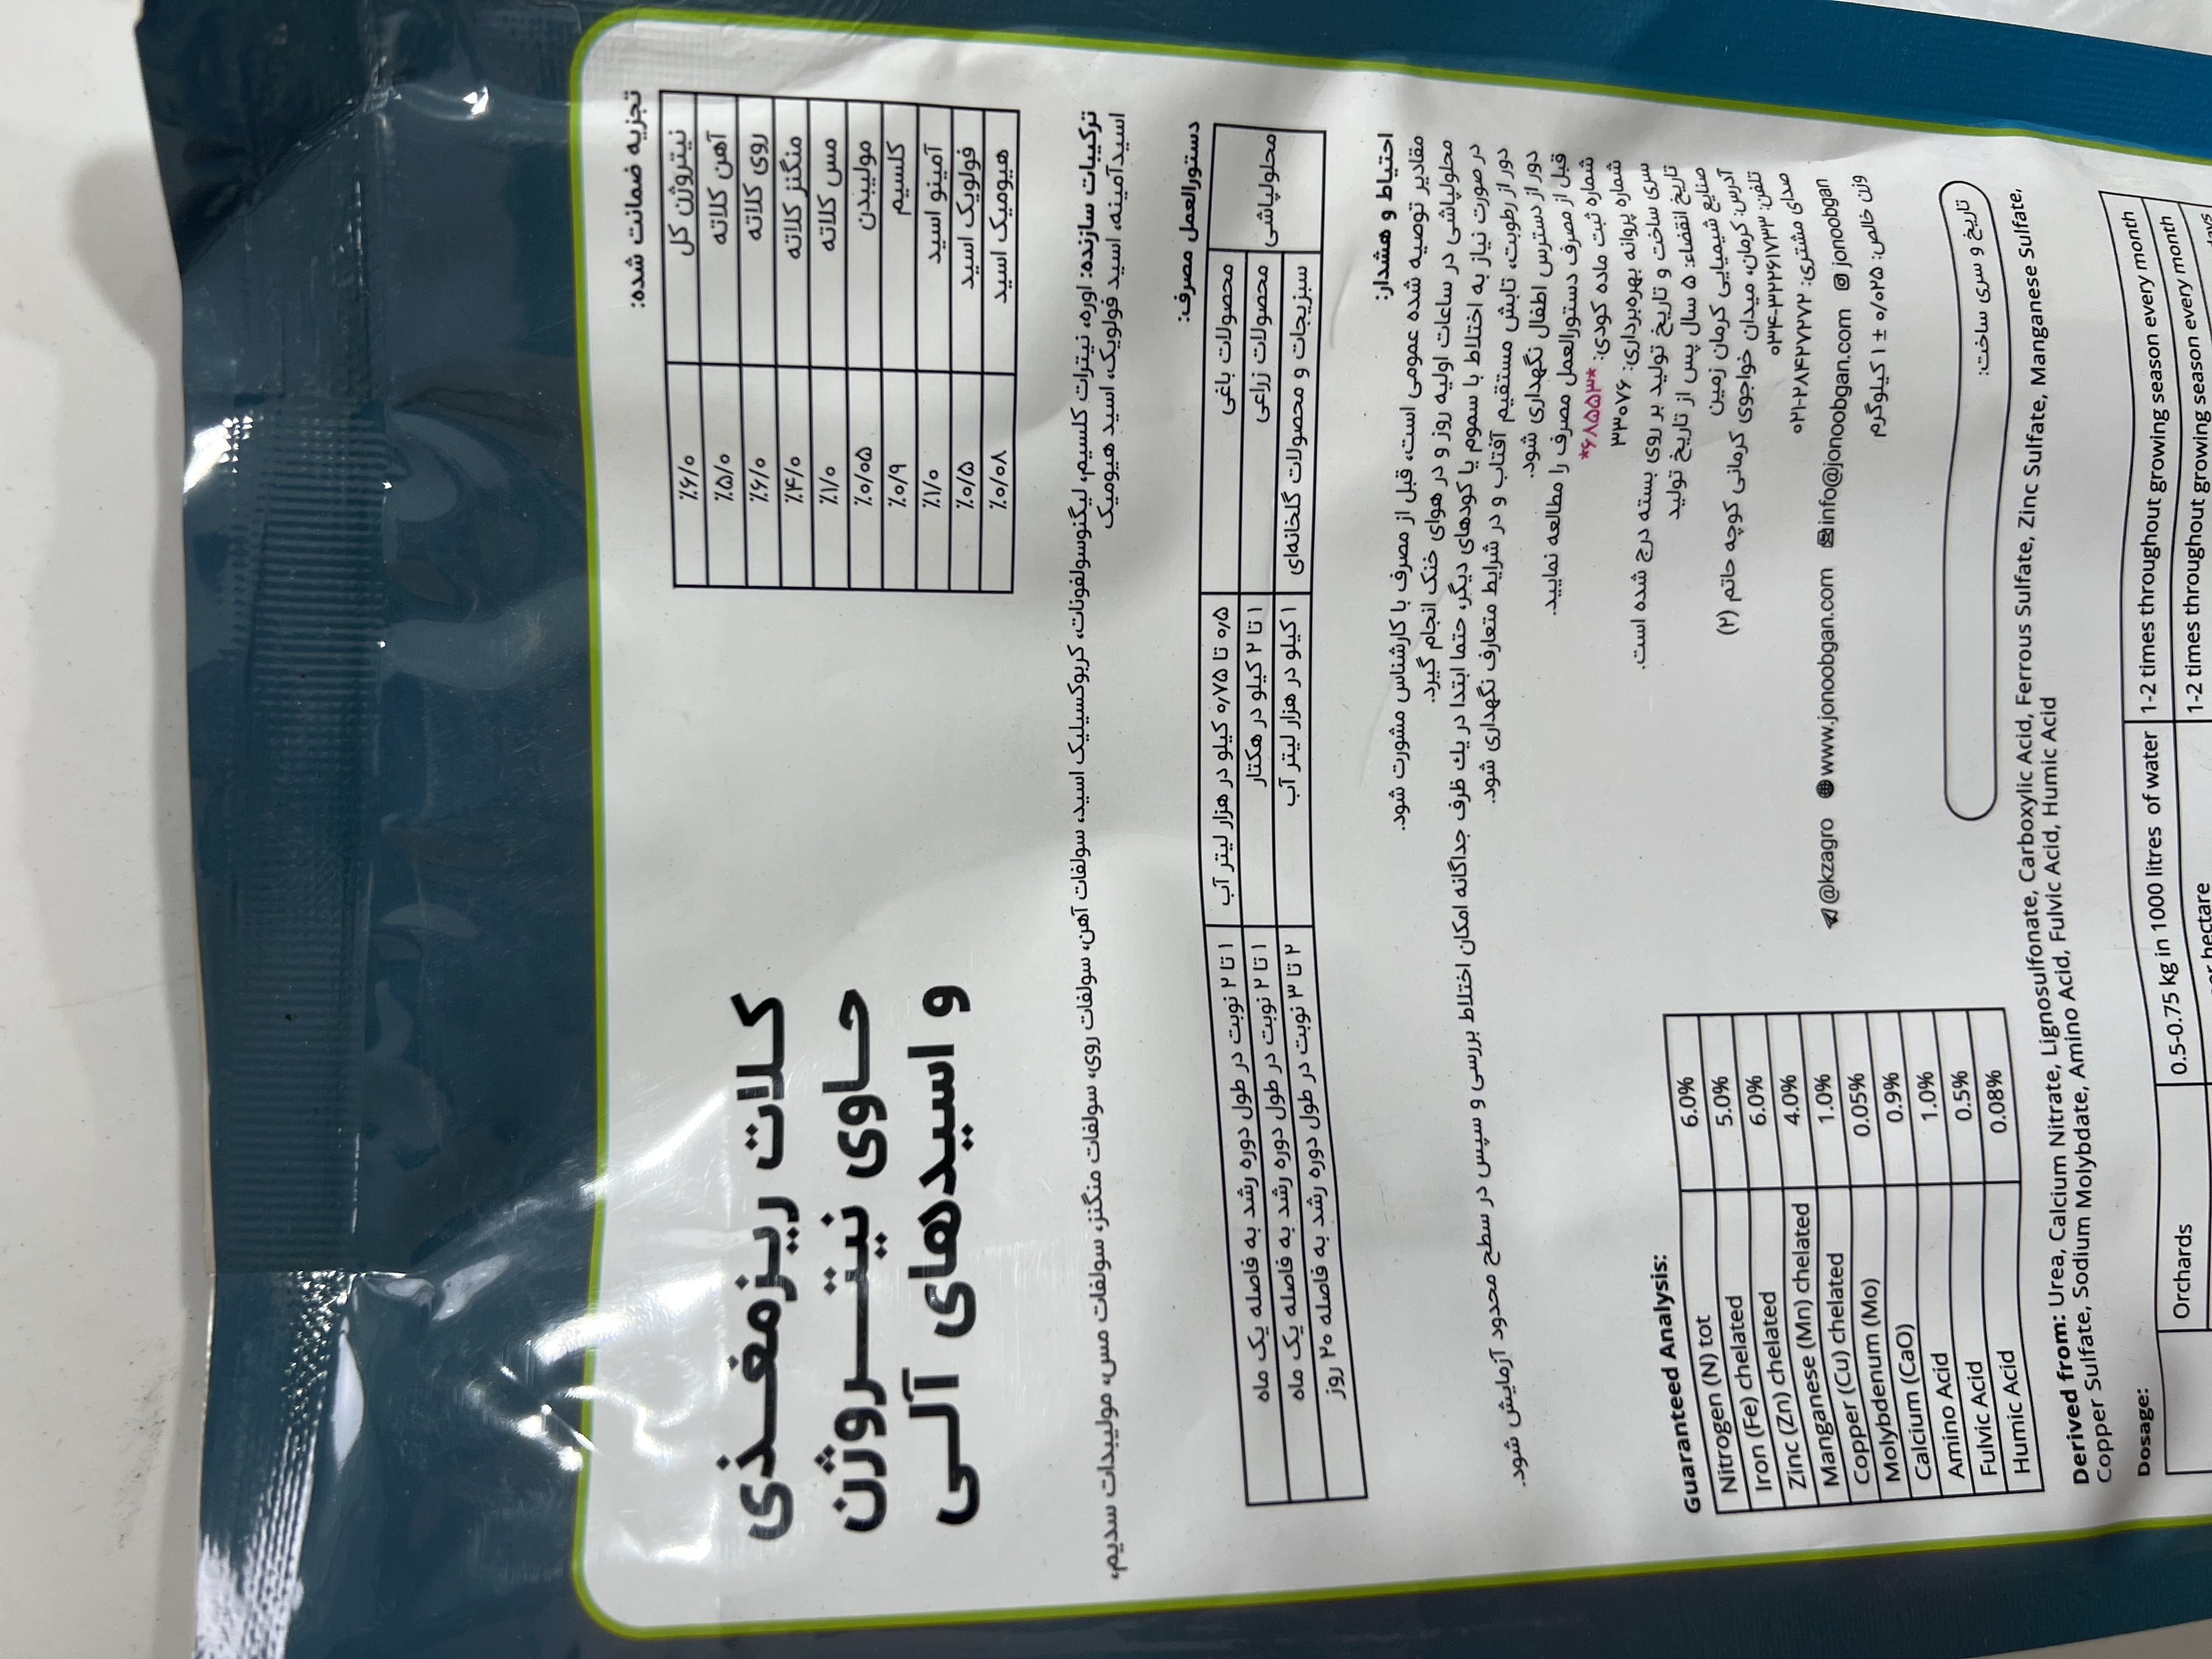 کلات ریزمغذی
حاوی نیتروژن
و اسیدهای آلی
تجزیه ضمانت شده:
نیتروژن کل ٪۶/۰
آهن کلاته ٪۵/۰
روی کلاته ٪۶/۰
منگنز کلاته ٪۴/۰
مس کلاته ٪۱/۰
مولیبدن ٪۰/۰۵
کلسیم ٪۰/۹
آمینو اسید ٪۱/۰
فولویک اسید ٪۰/۵
هیومیک اسید ٪۰/۰۸
ترکیبات سازنده: اوره، نیترات کلسیم، لیگنوسولفونات، کربوکسیلیک اسید، سولفات آهن، سولفات روی، سولفات منگنز، سولفات مس، مولیبدات سدیم،
اسیدآمینه، اسید فولویک، اسید هیومیک
دستورالعمل مصرف:
محلولپاشی
محصولات باغی ۰/۵ تا ۰/۷۵ کیلو در هزار لیتر آب ۱ تا ۲ نوبت در طول دوره رشد به فاصله یک ماه
محصولات زراعی ۱ تا ۲ کیلو در هکتار ۱ تا ۲ نوبت در طول دوره رشد به فاصله یک ماه
سبزیجات و محصولات گلخانه‌ای ۱ کیلو در هزار لیتر آب ۲ تا ۳ نوبت در طول دوره رشد به فاصله ۲۰ روز
احتیاط و هشدار:
مقادیر توصیه شده عمومی است، قبل از مصرف با کارشناس مشورت شود.
محلولپاشی در ساعات اولیه روز و در هوای خنک انجام گیرد.
در صورت نیاز به اختلاط با سموم یا کودهای دیگر، حتما ابتدا در یک ظرف جداگانه امکان اختلاط بررسی و سپس در سطح محدود آزمایش شود.
دور از رطوبت، تابش مستقیم آفتاب و در شرایط متعارف نگهداری شود.
دور از دسترس اطفال نگهداری شود.
قبل از مصرف دستورالعمل مصرف را مطالعه نمایید.
شماره ثبت ماده کودی: *۶۸۵۵۳*
شماره پروانه بهره‌برداری: ۳۳۰۷۶
سری ساخت و تاریخ تولید بر روی بسته درج شده است.
تاریخ انقضاء: ۵ سال پس از تاریخ تولید
صنایع شیمیایی کرمان زمین
آدرس: کرمان، میدان خواجوی کرمانی کوچه حاتم (۲)
تلفن: ۰۳۴-۳۲۲۶۱۷۳۳
صدای مشتری: ۰۲۱-۲۸۴۲۷۲۷۲
@kzagro www.jonoobgan.com info@jonoobgan.com jonoobgan
وزن خالص: ۰/۰۲۵ ± ۱ کیلوگرم
تاریخ و سری ساخت:
Guaranteed Analysis:
Nitrogen (N) tot 6.0%
Iron (Fe) chelated 5.0%
Zinc (Zn) chelated 6.0%
Manganese (Mn) chelated 4.0%
Copper (Cu) chelated 1.0%
Molybdenum (Mo) 0.05%
Calcium (CaO) 0.9%
Amino Acid 1.0%
Fulvic Acid 0.5%
Humic Acid 0.08%
Derived from: Urea, Calcium Nitrate, Lignosulfonate, Carboxylic Acid, Ferrous Sulfate, Zinc Sulfate, Manganese Sulfate,
Copper Sulfate, Sodium Molybdate, Amino Acid, Fulvic Acid, Humic Acid
Dosage:
Orchards 0.5-0.75 kg in 1000 litres of water 1-2 times throughout growing season every month
hectare 1-2 times throughout growing season every month